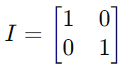 I = [1 0
0 1]